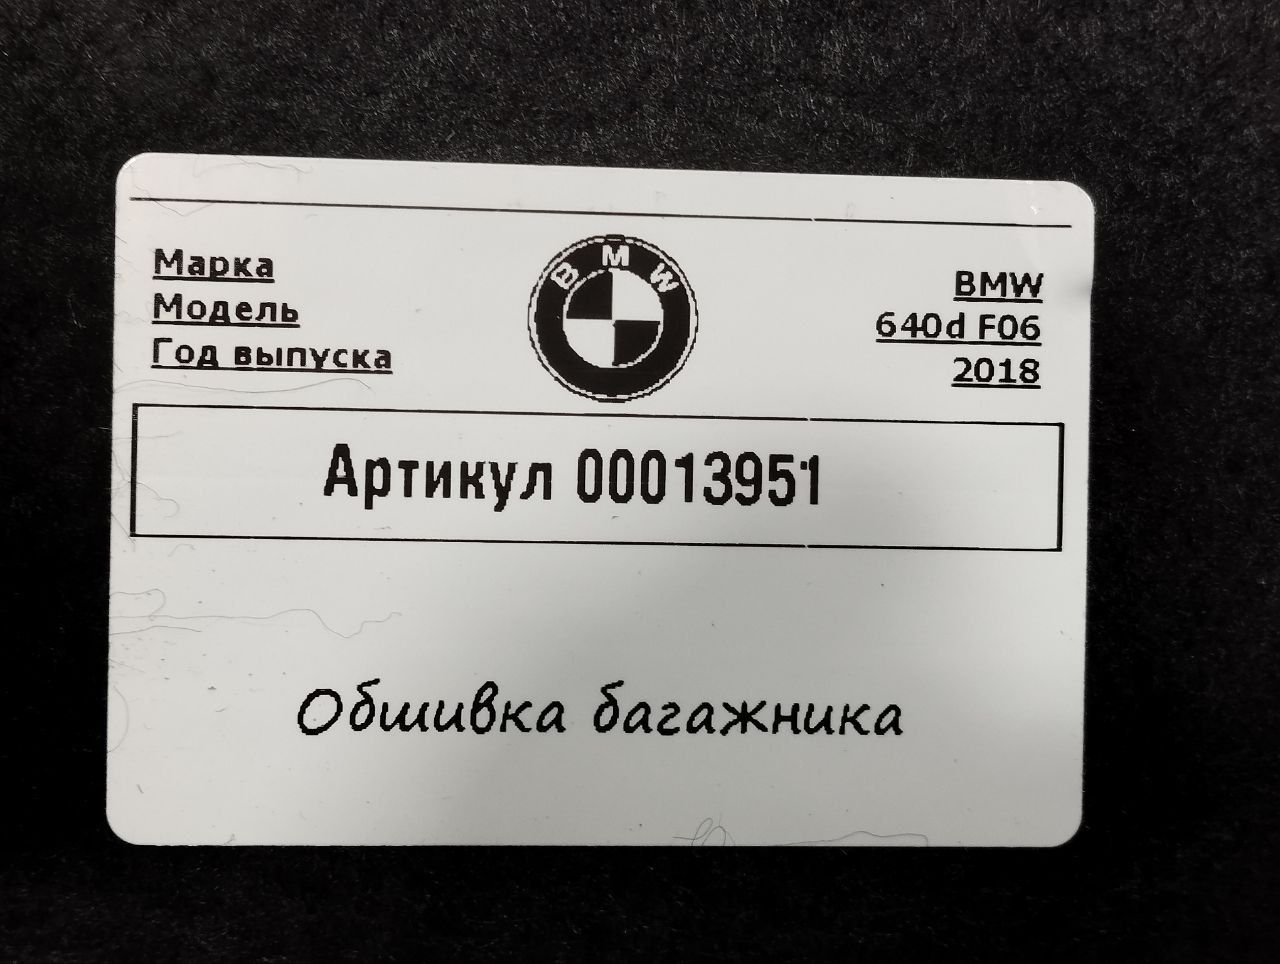 Марка BMW
Модель 640d F06
Год выпуска 2018
BMW
Артикул 00013951
Обшивка багажника